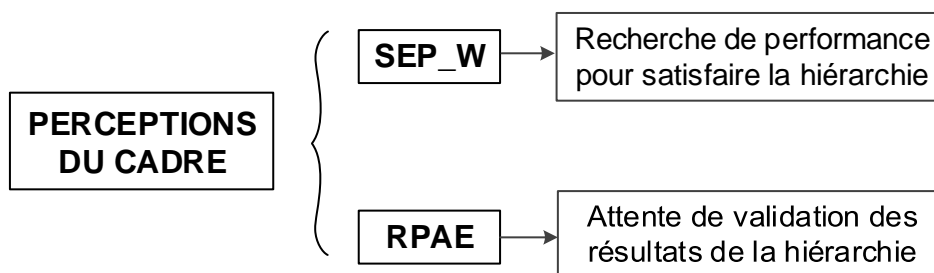 PERCEPTIONS
DU CADRE
SEP_W
Recherche de performance
pour satisfaire la hiérarchie
RPAE
Attente de validation des
résultats de la hiérarchie